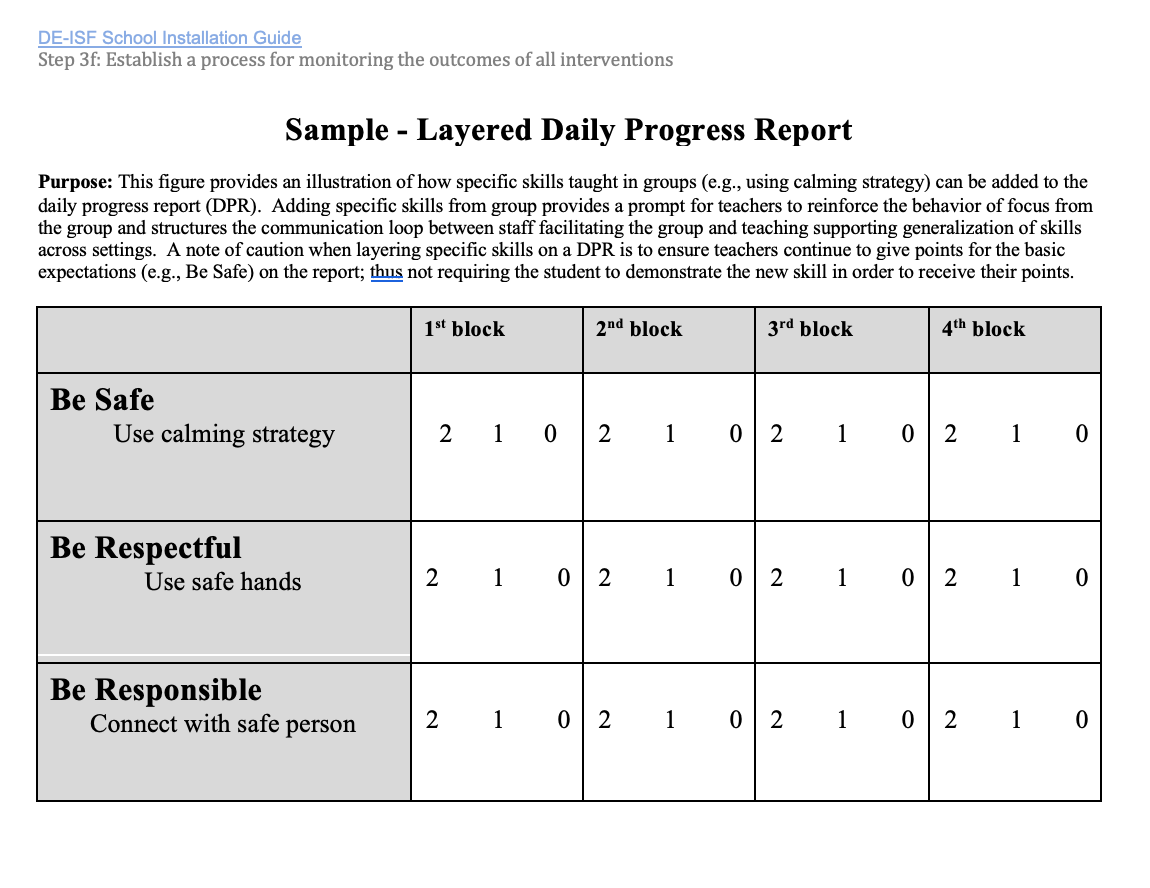 DE-ISF School Installation Guide
Step 3f: Establish a process for monitoring the outcomes of all interventions
Sample - Layered Daily Progress Report
Purpose: This figure provides an illustration of how specific skills taught in groups (e.g., using calming strategy) can be added to the
daily progress report (DPR).  Adding specific skills from group provides a prompt for teachers to reinforce the behavior of focus from
the group and structures the communication loop between staff facilitating the group and teaching supporting generalization of skills
across settings.  A note of caution when layering specific skills on a DPR is to ensure teachers continue to give points for the basic
expectations (e.g., Be Safe) on the report; thus not requiring the student to demonstrate the new skill in order to receive their points.
1st block 2nd block 3rd block 4th block
Be Safe
Use calming strategy 2 1 0 2 1 0 2 1 0 2 1 0
Be Respectful
Use safe hands 2 1 0 2 1 0 2 1 0 2 1 0
Be Responsible
Connect with safe person 2 1 0 2 1 0 2 1 0 2 1 0